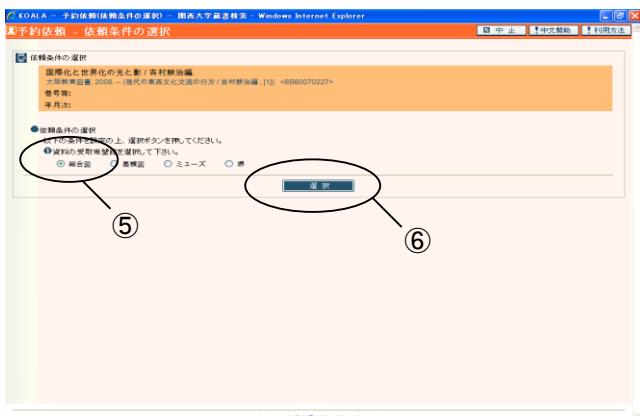 KOALA － 予約依頼(依頼条件の選択) － 関西大学蔵書検索 - Windows Internet Explorer
予約依頼 - 依頼条件の選択
中 止
中文簡助
利用方法
依頼条件の選択
国際化と世界化の光と影 / 吉村耕治編
大阪教育図書, 2008. -- (現代の東西文化交流の行方 / 吉村耕治編 ; [1]). <BB80070227>
巻号等:
年月次:
依頼条件の選択
以下の条件を設定の上、選択ボタンを押してください。
資料の受取希望館を選択して下さい。
総合図 高槻図 ミューズ 堺
選 択
⑤
⑥